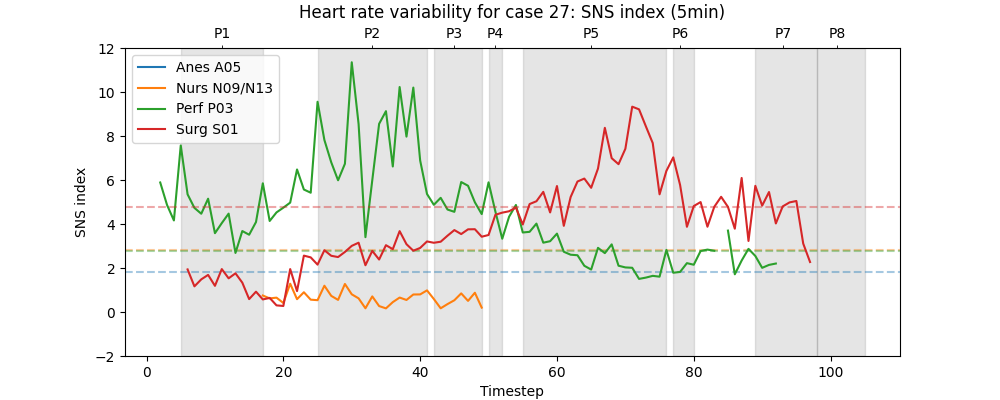 Heart rate variability for case 27: SNS index (5min)
P1 P2 P3 P4 P5 P6 P7 P8
Anes A05
Nurs N09/N13
Perf P03
Surg S01
SNS index
12
10
8
6
4
2
0
−2
0 20 40 60 80 100
Timestep